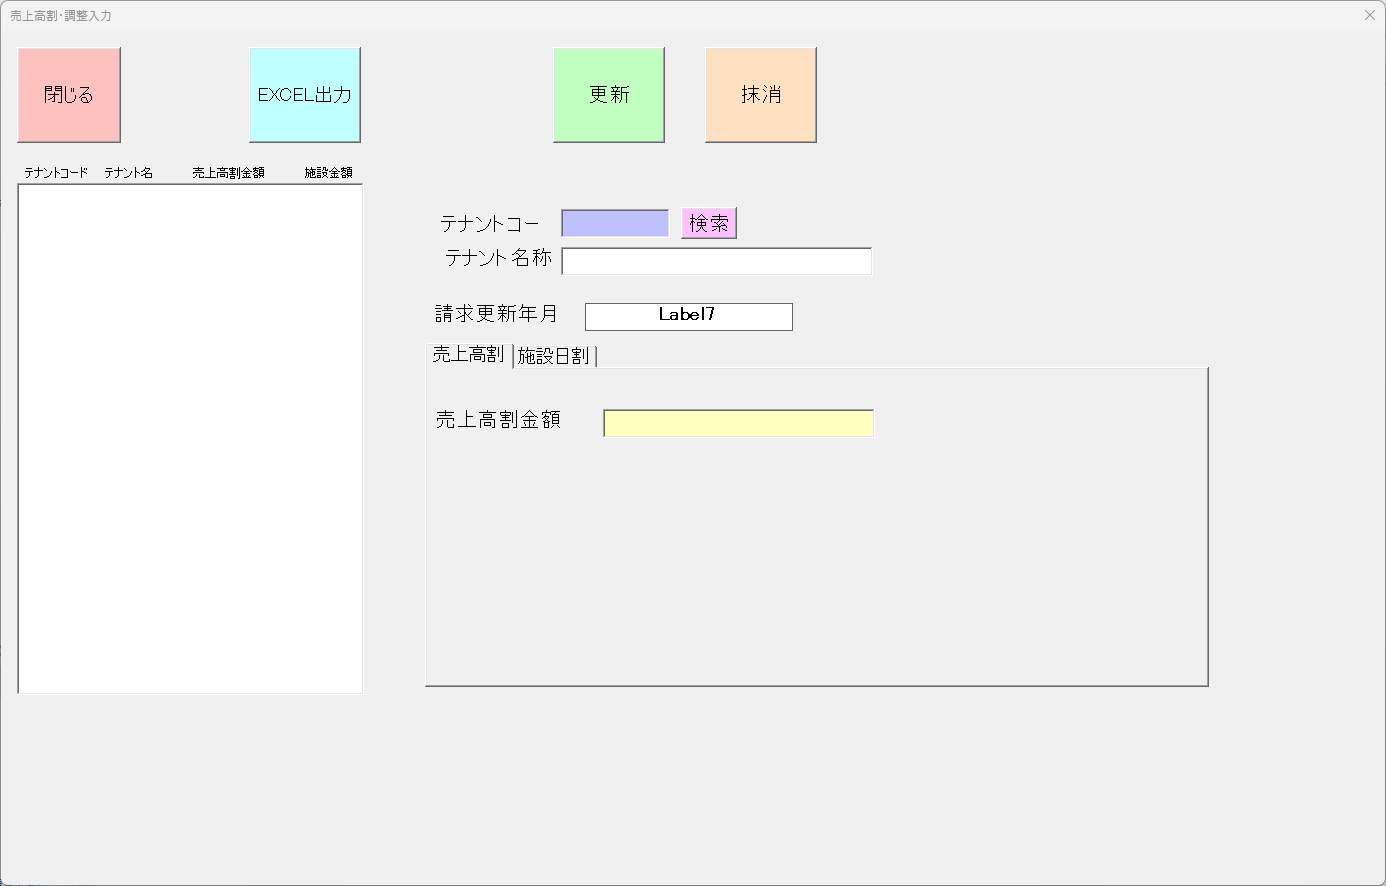 売上高割・調整入力
閉じる
EXCEL出力
更新
抹消
テナントコード テナント名 売上高割金額 施設金額
テナントコー 検索
テナント名称
請求更新年月 Label7
売上高割 施設日割
売上高割金額